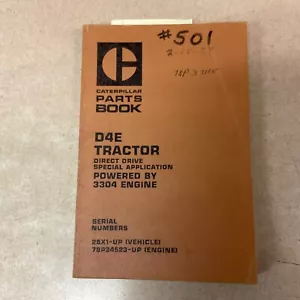 #501
CATERPILLAR
PARTS
BOOK
D4E
TRACTOR
DIRECT DRIVE
SPECIAL APPLICATION
POWERED BY
3304 ENGINE
SERIAL
NUMBERS
28X1-UP (VEHICLE)
78P34523-UP (ENGINE)